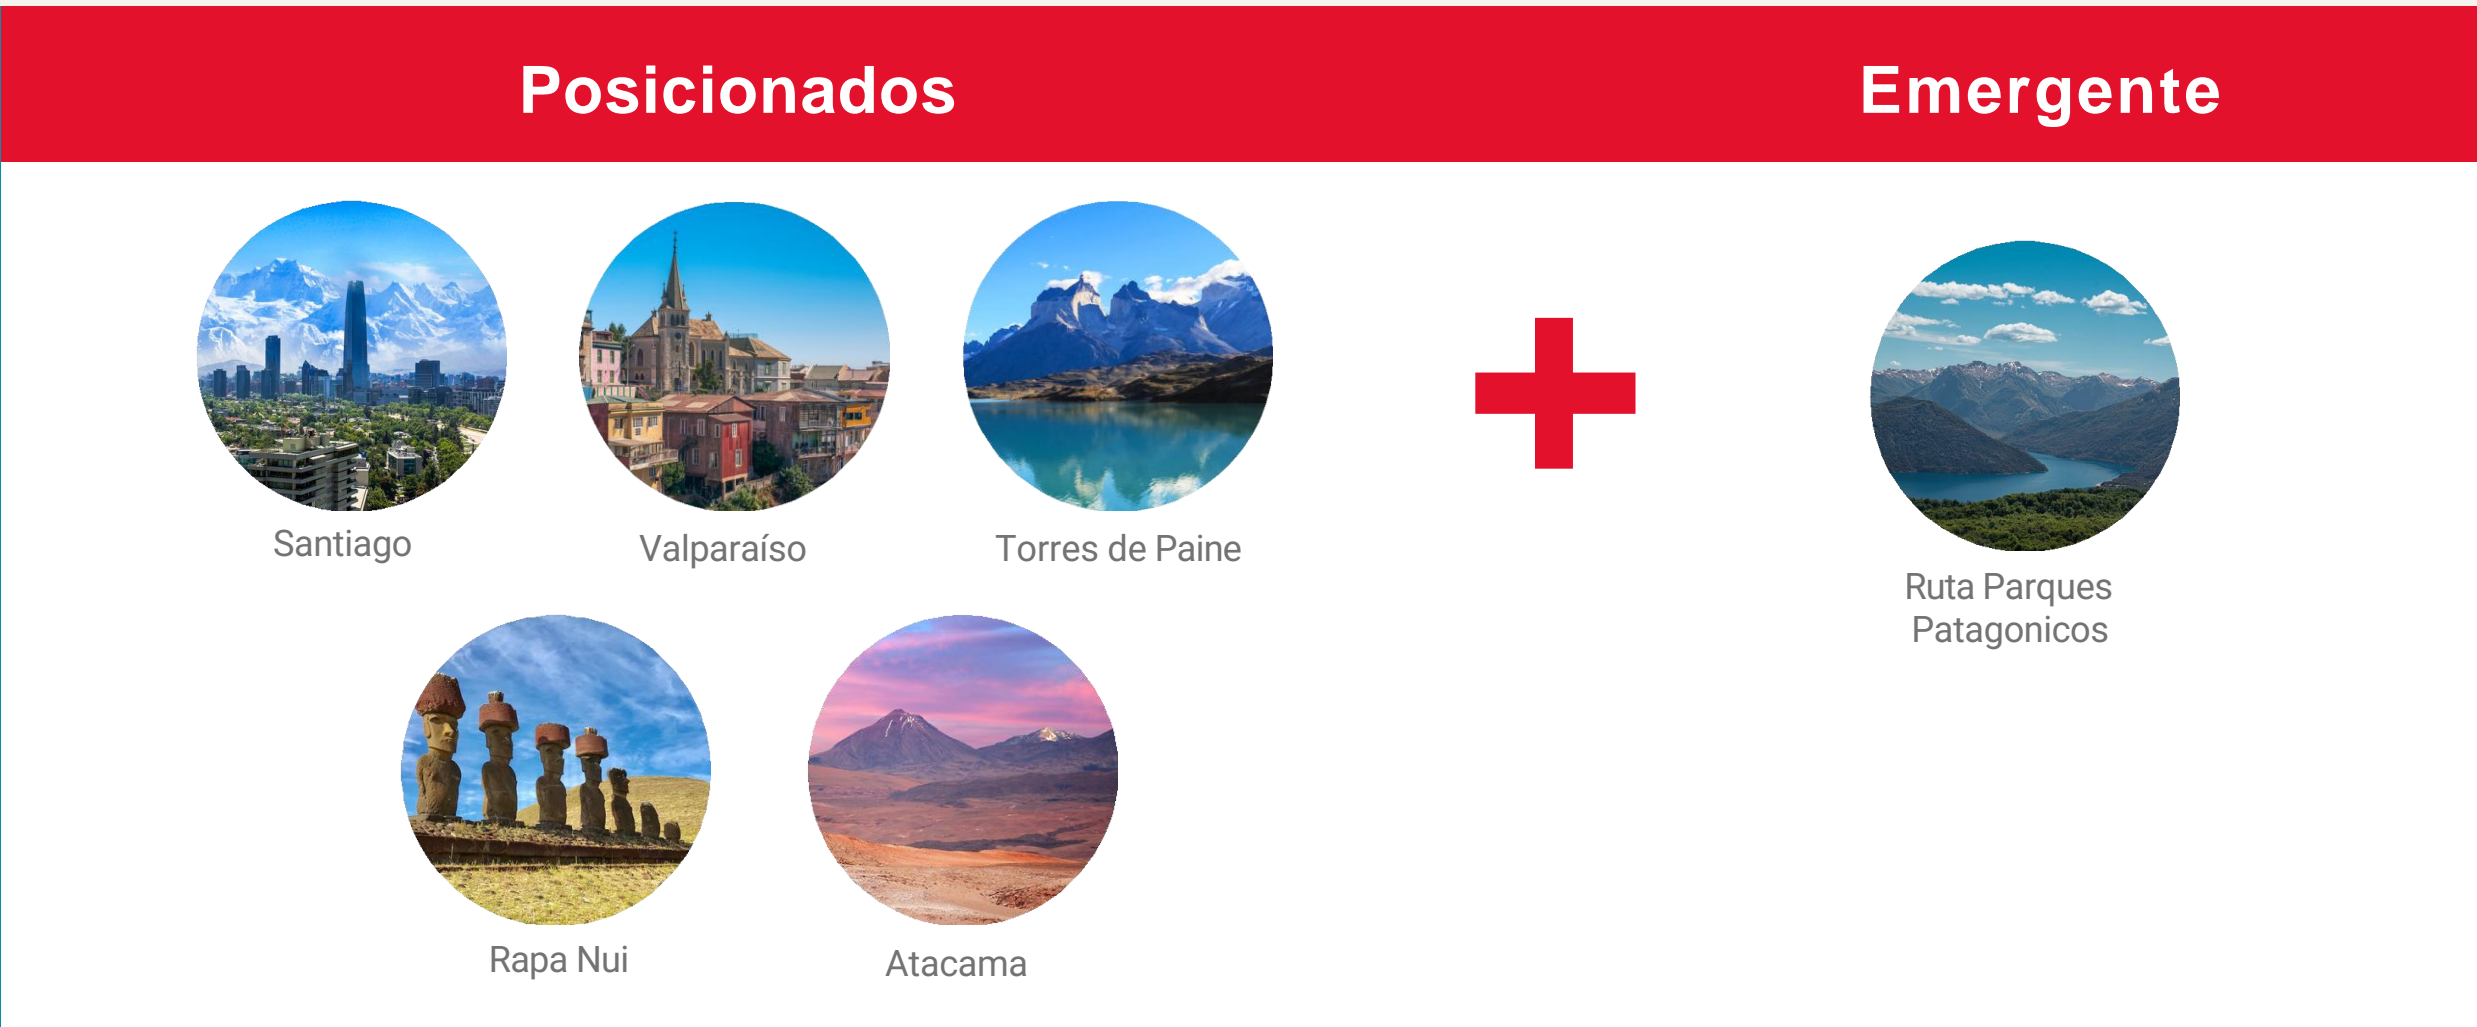 Posicionados
Emergente
Santiago
Valparaíso
Torres de Paine
Ruta Parques
Patagonicos
Rapa Nui
Atacama